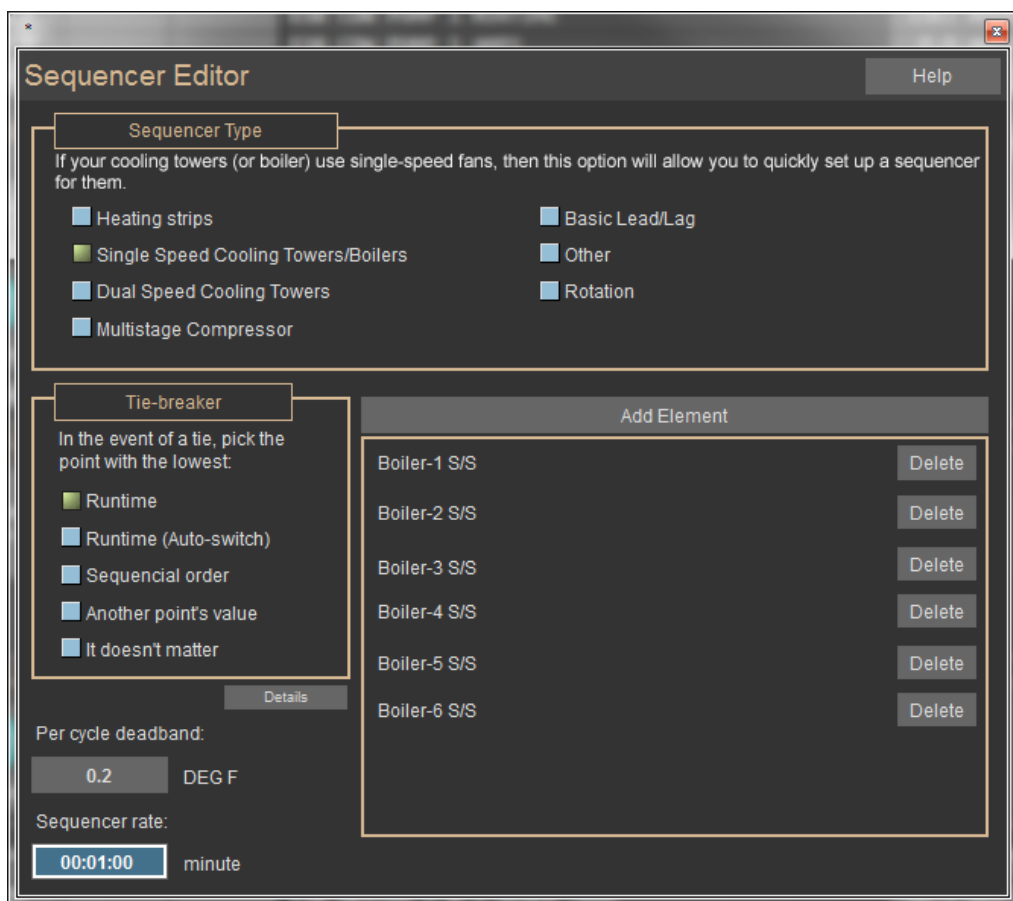 *
Sequencer Editor
Help
Sequencer Type
If your cooling towers (or boiler) use single-speed fans, then this option will allow you to quickly set up a sequencer
for them.
Heating strips
Basic Lead/Lag
Single Speed Cooling Towers/Boilers
Other
Dual Speed Cooling Towers
Rotation
Multistage Compressor
Tie-breaker
In the event of a tie, pick the
point with the lowest:
Runtime
Runtime (Auto-switch)
Sequencial order
Another point's value
It doesn't matter
Details
Per cycle deadband:
0.2 DEG F
Sequencer rate:
00:01:00 minute
Add Element
Boiler-1 S/S Delete
Boiler-2 S/S Delete
Boiler-3 S/S Delete
Boiler-4 S/S Delete
Boiler-5 S/S Delete
Boiler-6 S/S Delete